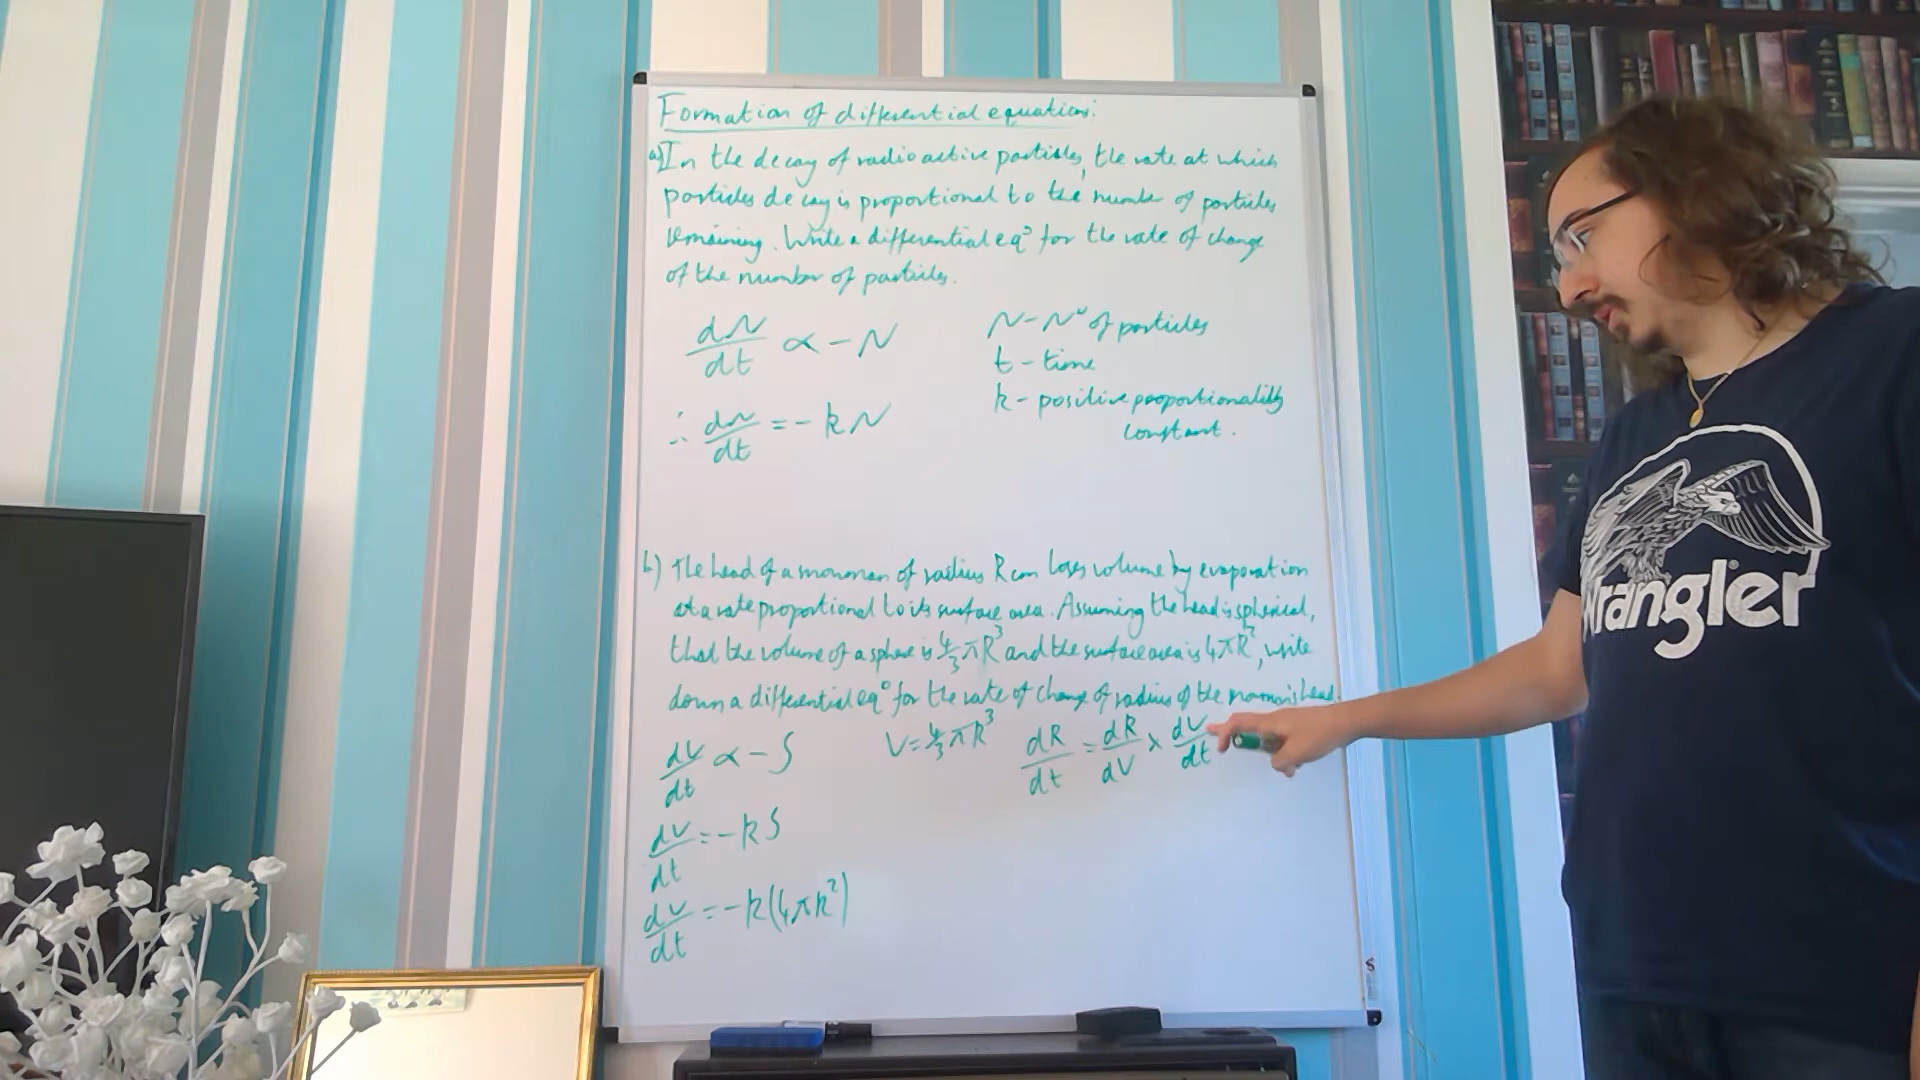 Formation of differential equations:
a) In the decay of radioactive particles, the rate at which
particles decay is proportional to the number of particles
remaining. Write a differential eqⁿ for the rate of change
of the number of particles.
dN/dt ∝ -N
N - Nº of particles
t - time
∴ dN/dt = -kN
k - positive proportionality
constant.
b) The head of a snowman of radius R cm loses volume by evaporation
at a rate proportional to its surface area. Assuming the head is spherical,
that the volume of a sphere is 4/3 πR³ and the surface area is 4πR², write
down a differential eqⁿ for the rate of change of radius of the head.
dV/dt ∝ -S
V = 4/3 πR³
dR/dt = dR/dV × dV/dt
dV/dt = -kS
dV/dt = -k(4πR²)
Wrangler